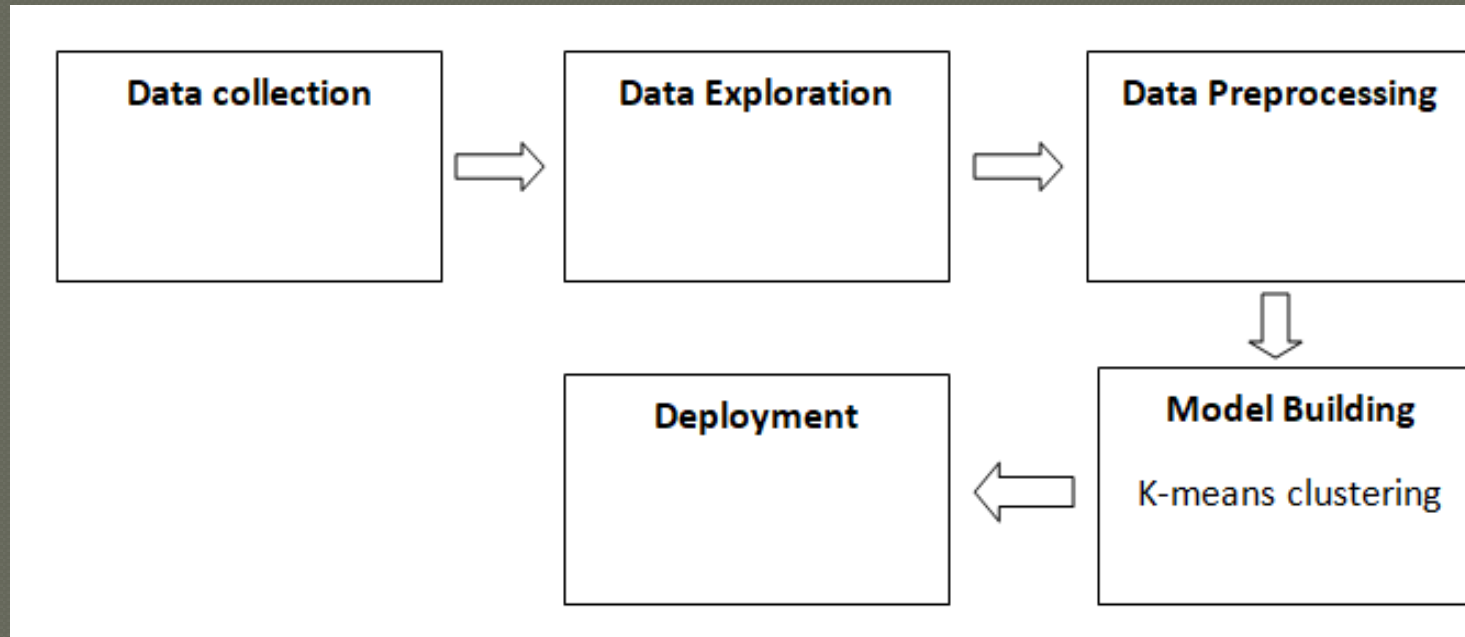 Data collection
Data Exploration
Data Preprocessing
Deployment
Model Building
K-means clustering